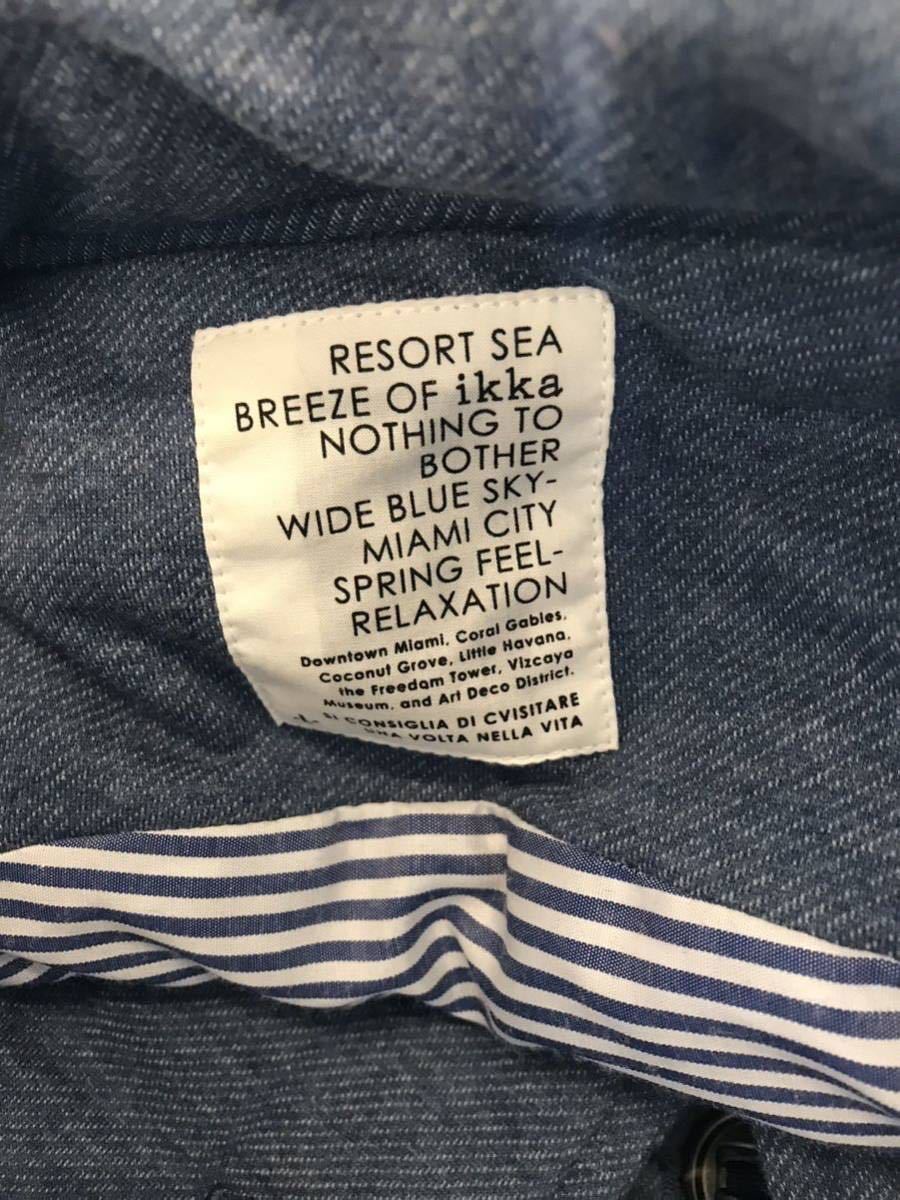 RESORT SEA
BREEZE OF ikka
NOTHING TO
BOTHER
WIDE BLUE SKY-
MIAMI CITY
SPRING FEEL-
RELAXATION
Downtown Miami, Coral Gables,
Coconut Grove, Little Havana,
the Freedom Tower, Vizcaya
Museum, and Art Deco District.
SI CONSIGLIA DI CVISITARE
UNA VOLTA NELLA VITA